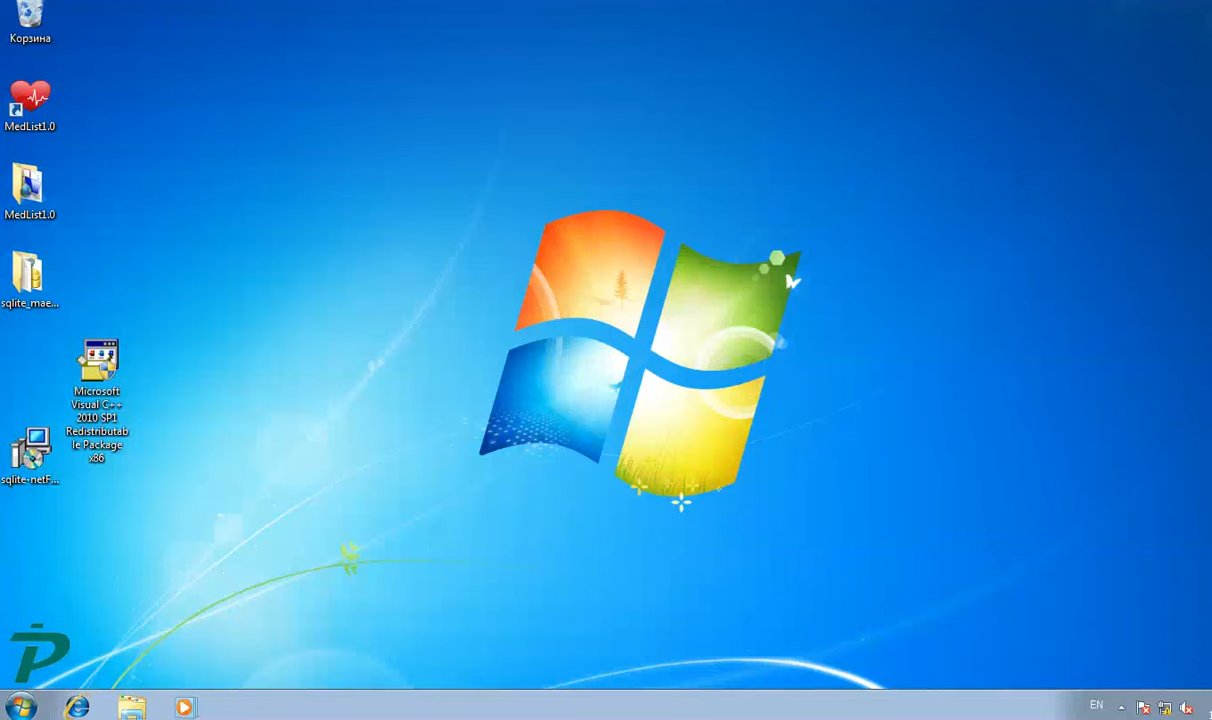 Корзина
MedList1.0
MedList1.0
sqlite_mae...
Microsoft
Visual C++
2010 SP1
Redistributab
le Package
x86
sqlite-netF...
EN